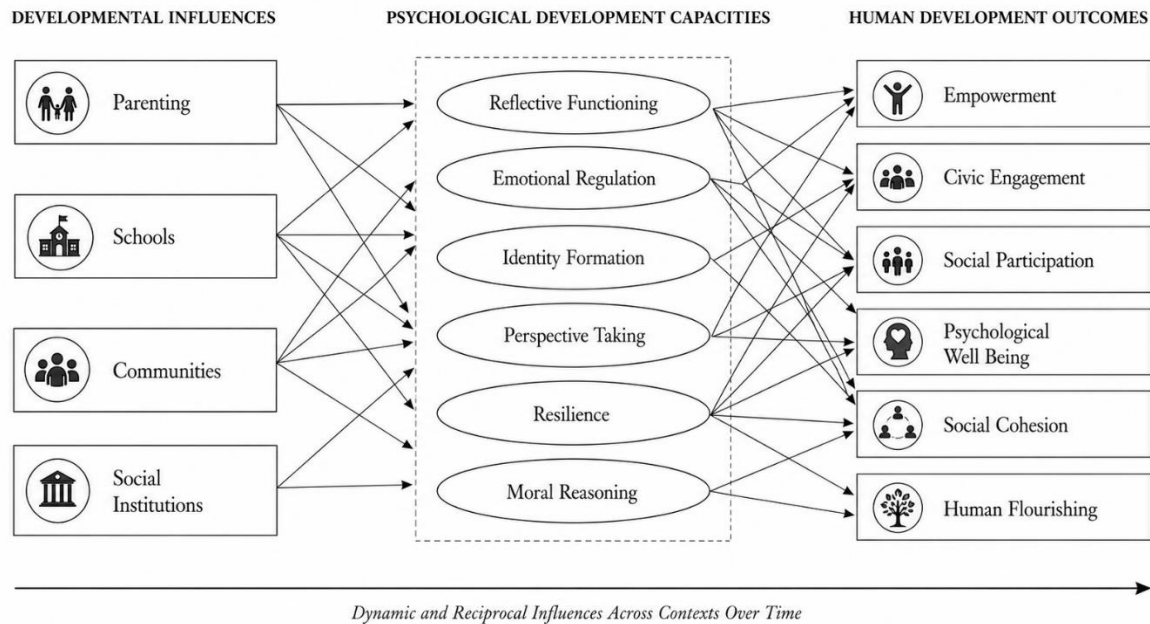 DEVELOPMENTAL INFLUENCES
PSYCHOLOGICAL DEVELOPMENT CAPACITIES
HUMAN DEVELOPMENT OUTCOMES
Parenting
Schools
Communities
Social
Institutions
Reflective Functioning
Emotional Regulation
Identity Formation
Perspective Taking
Resilience
Moral Reasoning
Empowerment
Civic Engagement
Social Participation
Psychological
Well Being
Social Cohesion
Human Flourishing
Dynamic and Reciprocal Influences Across Contexts Over Time